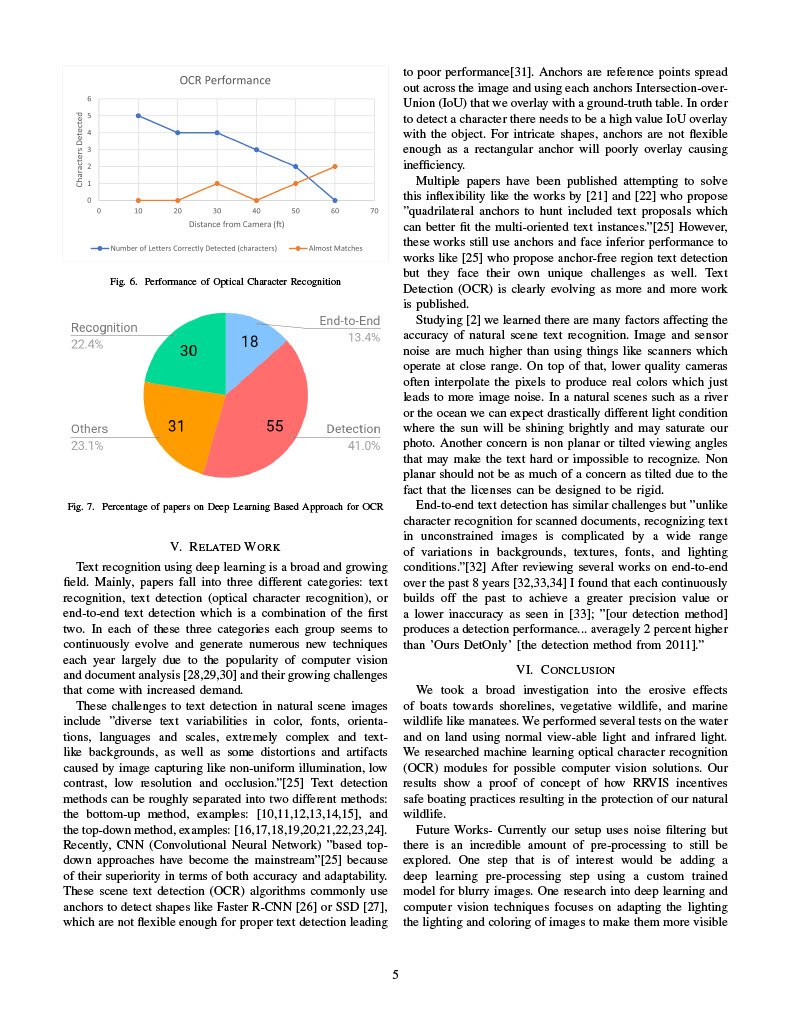 OCR Performance
Characters Detected
6
5
4
3
2
1
0
0 10 20 30 40 50 60 70
Distance from Camera (ft)
Number of Letters Correctly Detected (characters) Almost Matches
Fig. 6. Performance of Optical Character Recognition
Recognition
22.4%
30
End-to-End
13.4%
18
Others
23.1%
31
Detection
41.0%
55
Fig. 7. Percentage of papers on Deep Learning Based Approach for OCR
V. Related Work
Text recognition using deep learning is a broad and growing
field. Mainly, papers fall into three different categories: text
recognition, text detection (optical character recognition), or
end-to-end text detection which is a combination of the first
two. In each of these three categories each group seems to
continuously evolve and generate numerous new techniques
each year largely due to the popularity of computer vision
and document analysis [28,29,30] and their growing challenges
that come with increased demand.
These challenges to text detection in natural scene images
include ”diverse text variabilities in color, fonts, orienta-
tions, languages and scales, extremely complex and text-
like backgrounds, as well as some distortions and artifacts
caused by image capturing like non-uniform illumination, low
contrast, low resolution and occlusion.”[25] Text detection
methods can be roughly separated into two different methods:
the bottom-up method, examples: [10,11,12,13,14,15], and
the top-down method, examples: [16,17,18,19,20,21,22,23,24].
Recently, CNN (Convolutional Neural Network) ”based top-
down approaches have become the mainstream”[25] because
of their superiority in terms of both accuracy and adaptability.
These scene text detection (OCR) algorithms commonly use
anchors to detect shapes like Faster R-CNN [26] or SSD [27],
which are not flexible enough for proper text detection leading
to poor performance[31]. Anchors are reference points spread
out across the image and using each anchors Intersection-over-
Union (IoU) that we overlay with a ground-truth table. In order
to detect a character there needs to be a high value IoU overlay
with the object. For intricate shapes, anchors are not flexible
enough as a rectangular anchor will poorly overlay causing
inefficiency.
Multiple papers have been published attempting to solve
this inflexibility like the works by [21] and [22] who propose
”quadrilateral anchors to hunt included text proposals which
can better fit the multi-oriented text instances.”[25] However,
these works still use anchors and face inferior performance to
works like [25] who propose anchor-free region text detection
but they face their own unique challenges as well. Text
Detection (OCR) is clearly evolving as more and more work
is published.
Studying [2] we learned there are many factors affecting the
accuracy of natural scene text recognition. Image and sensor
noise are much higher than using things like scanners which
operate at close range. On top of that, lower quality cameras
often interpolate the pixels to produce real colors which just
leads to more image noise. In a natural scenes such as a river
or the ocean we can expect drastically different light condition
where the sun will be shining brightly and may saturate our
photo. Another concern is non planar or tilted viewing angles
that may make the text hard or impossible to recognize. Non
planar should not be as much of a concern as tilted due to the
fact that the licenses can be designed to be rigid.
End-to-end text detection has similar challenges but ”unlike
character recognition for scanned documents, recognizing text
in unconstrained images is complicated by a wide range
of variations in backgrounds, textures, fonts, and lighting
conditions.”[32] After reviewing several works on end-to-end
over the past 8 years [32,33,34] I found that each continuously
builds off the past to achieve a greater precision value or
a lower inaccuracy as seen in [33]; ”[our detection method]
produces a detection performance... averagely 2 percent higher
than ’Ours DetOnly’ [the detection method from 2011].”
VI. Conclusion
We took a broad investigation into the erosive effects
of boats towards shorelines, vegetative wildlife, and marine
wildlife like manatees. We performed several tests on the water
and on land using normal view-able light and infrared light.
We researched machine learning optical character recognition
(OCR) modules for possible computer vision solutions. Our
results show a proof of concept of how RRVIS incentives
safe boating practices resulting in the protection of our natural
wildlife.
Future Works- Currently our setup uses noise filtering but
there is an incredible amount of pre-processing to still be
explored. One step that is of interest would be adding a
deep learning pre-processing step using a custom trained
model for blurry images. One research into deep learning and
computer vision techniques focuses on adapting the lighting
the lighting and coloring of images to make them more visible
5